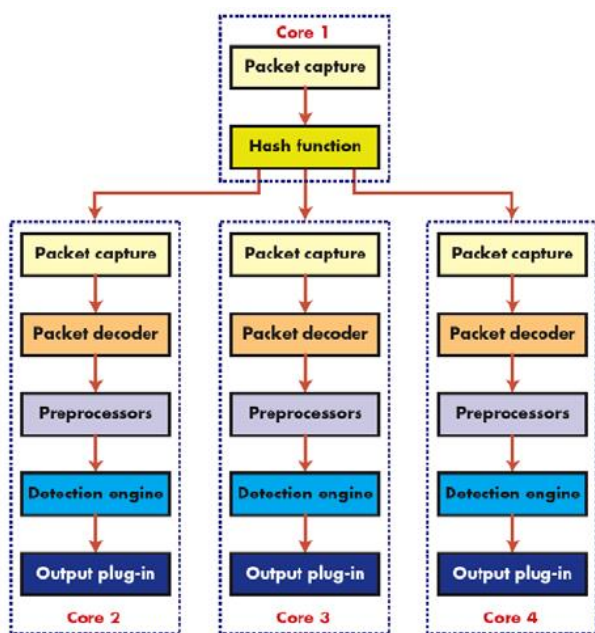 Core 1
Packet capture
Hash function
Packet capture
Packet decoder
Preprocessors
Detection engine
Output plug-in
Core 2
Packet capture
Packet decoder
Preprocessors
Detection engine
Output plug-in
Core 3
Packet capture
Packet decoder
Preprocessors
Detection engine
Output plug-in
Core 4